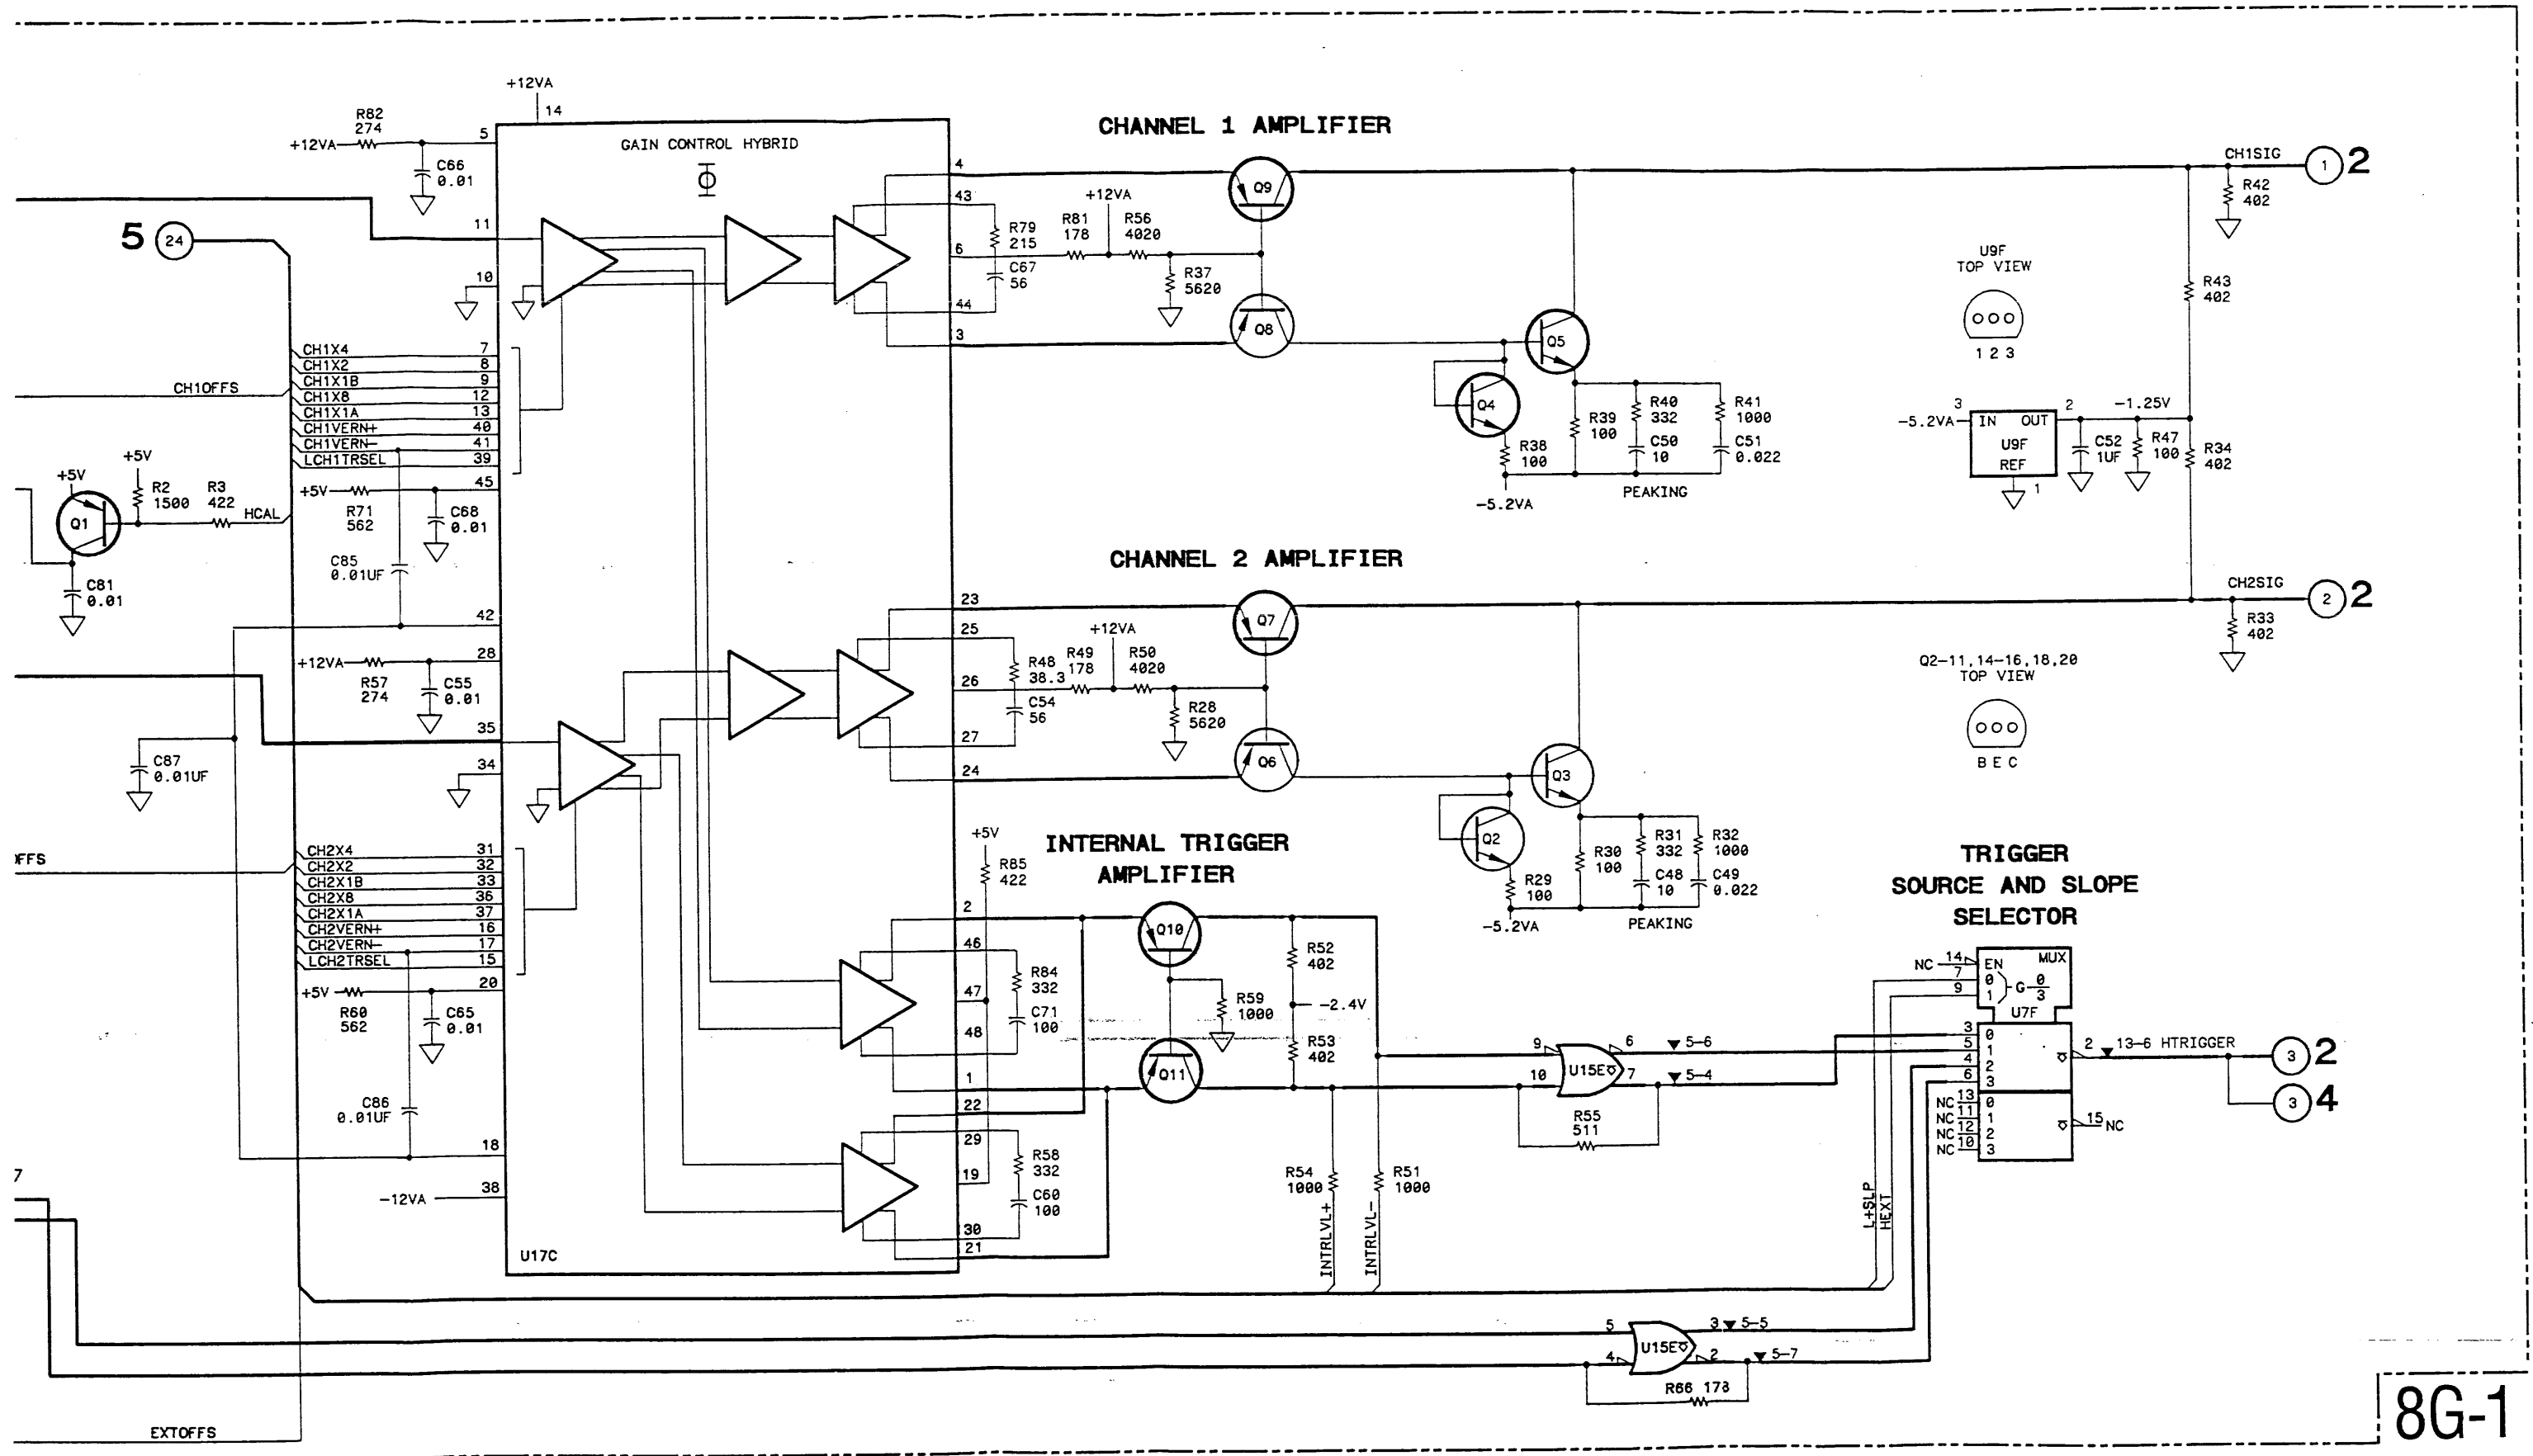 +12VA
14
R82
274
+12VA
5
C66
0.01
GAIN CONTROL HYBRID
CHANNEL 1 AMPLIFIER
4
43
Q9
CH1SIG
1
2
R42
402
5
24
11
10
R79
215
C67
56
6
44
3
R81
178
+12VA
R56
4020
R37
5620
Q8
Q5
Q4
R38
100
R39
100
R40
332
C50
10
R41
1000
C51
0.022
-5.2VA
PEAKING
U9F
TOP VIEW
1 2 3
R43
402
3
-5.2VA
IN OUT
U9F
REF
1
2
-1.25V
C52
1UF
R47
100
R34
402
CH1X4
7
CH1X2
8
CH1X1B
9
CH1X8
12
CH1X1A
13
CH1VERN+
40
CH1VERN-
41
LCH1TRSEL
39
CH1OFFS
+5V
+5V
R2
1500
R3
422
HCAL
Q1
C81
0.01
+5V
45
R71
562
C68
0.01
C85
0.01UF
42
+12VA
28
R57
274
C55
0.01
35
34
C87
0.01UF
CHANNEL 2 AMPLIFIER
23
25
26
27
24
R48
38.3
C54
56
R49
178
+12VA
R50
4020
R28
5620
Q7
Q6
Q3
Q2
R29
100
R30
100
R31
332
C48
10
R32
1000
C49
0.022
-5.2VA
PEAKING
CH2SIG
2
2
R33
402
Q2-11,14-16,18,20
TOP VIEW
B E C
FFS
CH2X4
31
CH2X2
32
CH2X1B
33
CH2X8
36
CH2X1A
37
CH2VERN+
16
CH2VERN-
17
LCH2TRSEL
15
+5V
20
R60
562
C65
0.01
C86
0.01UF
18
-12VA
38
U17C
+5V
R85
422
INTERNAL TRIGGER
AMPLIFIER
2
46
47
48
1
22
29
19
30
21
R84
332
C71
100
R58
332
C60
100
Q10
Q11
R59
1000
R52
402
-2.4V
R53
402
R54
1000
R51
1000
INTRLVL+
INTRLVL-
9
10
U15E
6
5-6
7
5-4
R55
511
TRIGGER
SOURCE AND SLOPE
SELECTOR
NC 14 EN MUX
7 0
9 1
G 0
3
U7F
3 0
5 1
4 2
6 3
2
13-6 HTRIGGER
3
2
3
4
NC 13 0
NC 11 1
NC 12 2
NC 10 3
15 NC
L+SLP
HEXT
7
5
4
U15E
3
5-5
2
5-7
R66 178
EXTOFFS
8G-1